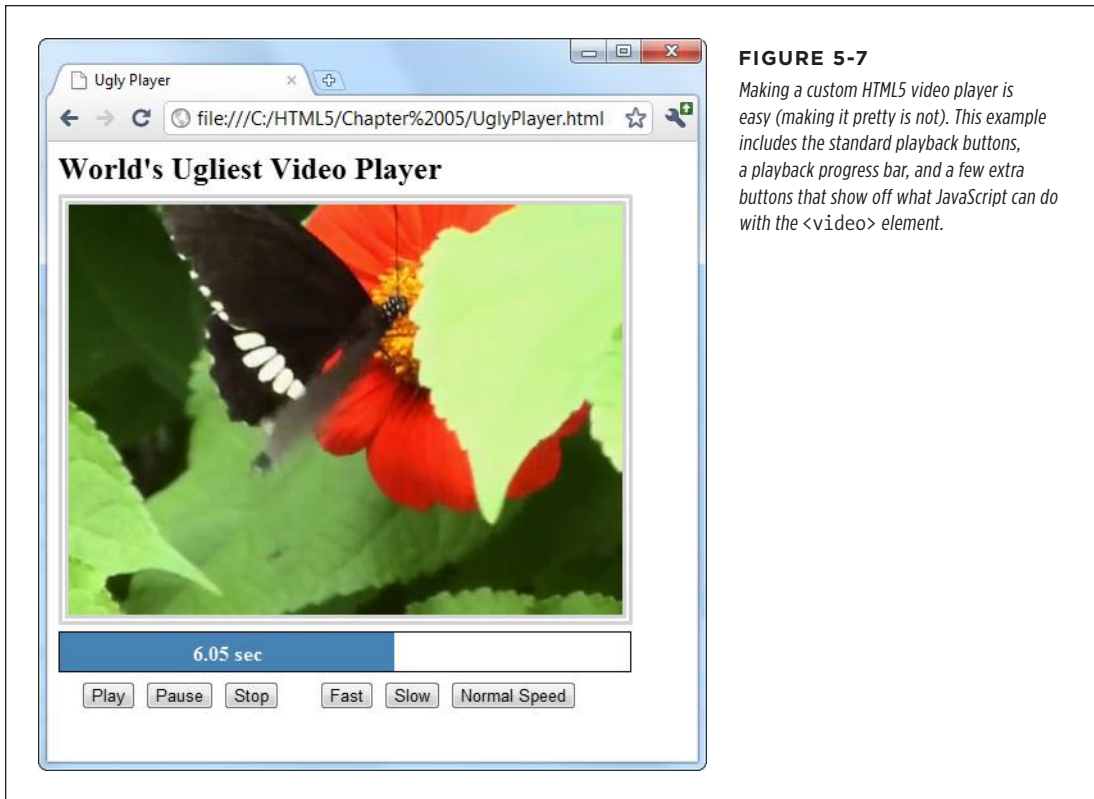 Ugly Player
file:///C:/HTML5/Chapter%2005/UglyPlayer.html
World's Ugliest Video Player
6.05 sec
Play Pause Stop Fast Slow Normal Speed
FIGURE 5-7
Making a custom HTML5 video player is
easy (making it pretty is not). This example
includes the standard playback buttons,
a playback progress bar, and a few extra
buttons that show off what JavaScript can do
with the <video> element.